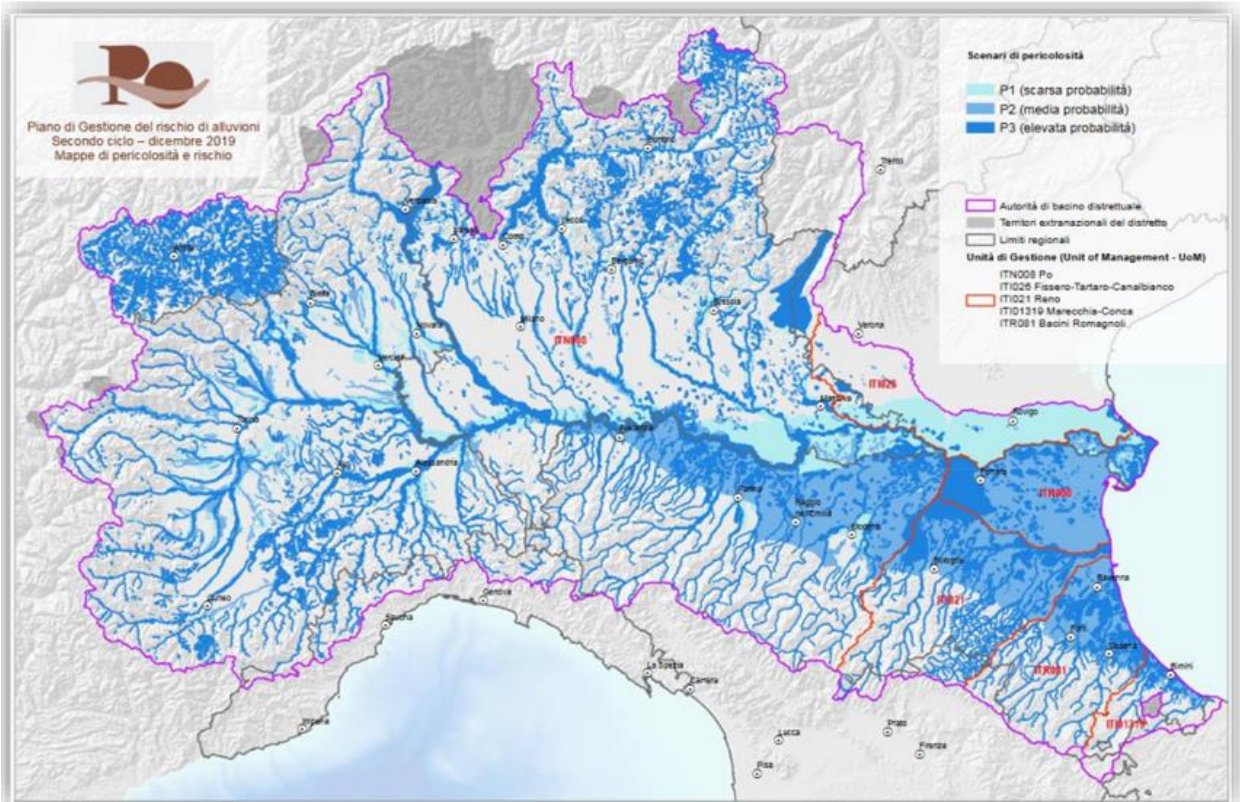 PO
Piano di Gestione del rischio di alluvioni
Secondo ciclo – dicembre 2019
Mappe di pericolosità e rischio
Scenari di pericolosità
P1 (scarsa probabilità)
P2 (media probabilità)
P3 (elevata probabilità)
Autorità di bacino distrettuale
Territori extranazionali del distretto
Limiti regionali
Unità di Gestione (Unit of Management - UoM)
ITN008 Po
ITI026 Fissero-Tartaro-Canalbianco
ITI021 Reno
ITI01319 Marecchia-Conca
ITR081 Bacini Romagnoli
Sondrio
Trento
Verbania
Lecco
Como
Aosta
Bergamo
Biella
Brescia
Novara
Milano
ITN008
Verona
Vercelli
ITI026
Mantova
Rovigo
Torino
Piacenza
Asti
Alessandria
Ferrara
ITN008
Parma
Reggio
nell'Emilia
Modena
Bologna
Ravenna
Cuneo
Genova
ITI021
Savona
Forlì
Cesena
La Spezia
ITR081
Rimini
Carrara
Imperia
ITI01319
Prato
Lucca
Firenze
Pisa